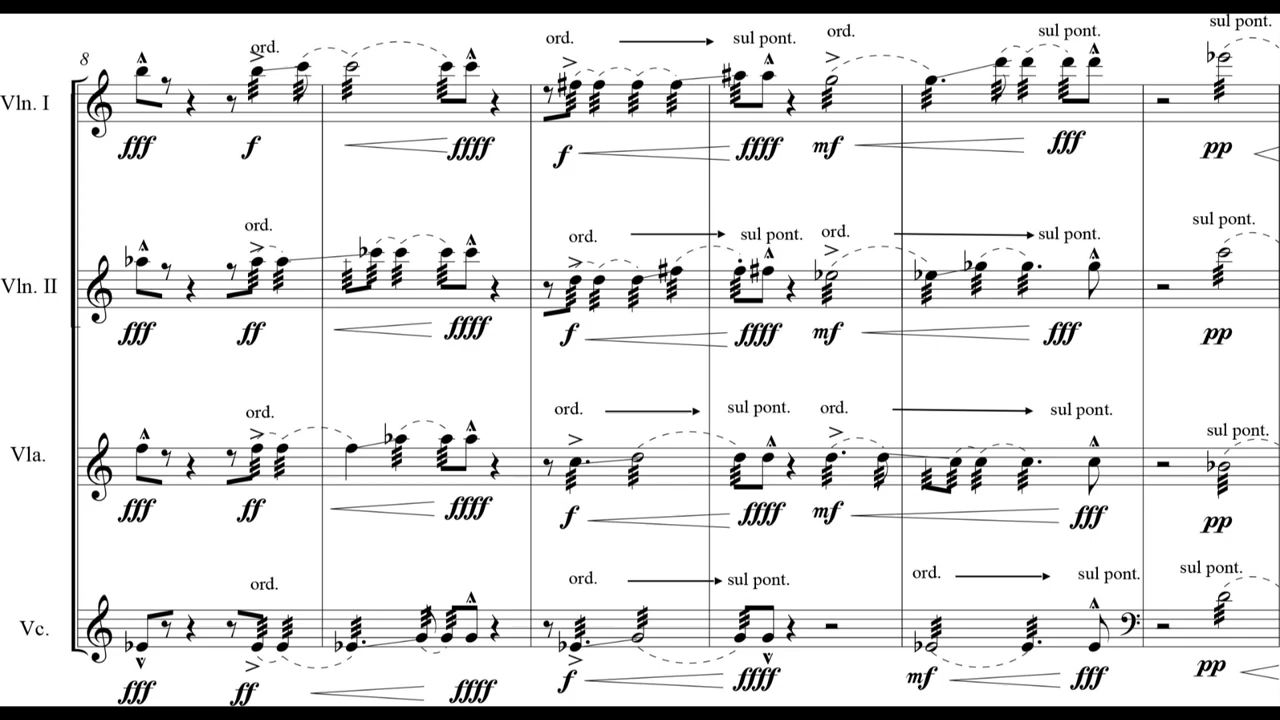 sul pont.
ord. sul pont. ord. sul pont.
8 ord.
Vln. I
fff f ffff f ffff mf fff pp
ord. ord. sul pont. ord. sul pont. sul pont.
Vln. II
fff ff ffff f ffff mf fff pp
ord. ord. sul pont. ord. sul pont. sul pont.
Vla.
fff ff ffff f ffff mf fff pp
ord. ord. sul pont. ord. sul pont. sul pont.
Vc.
fff ff ffff f ffff mf fff pp